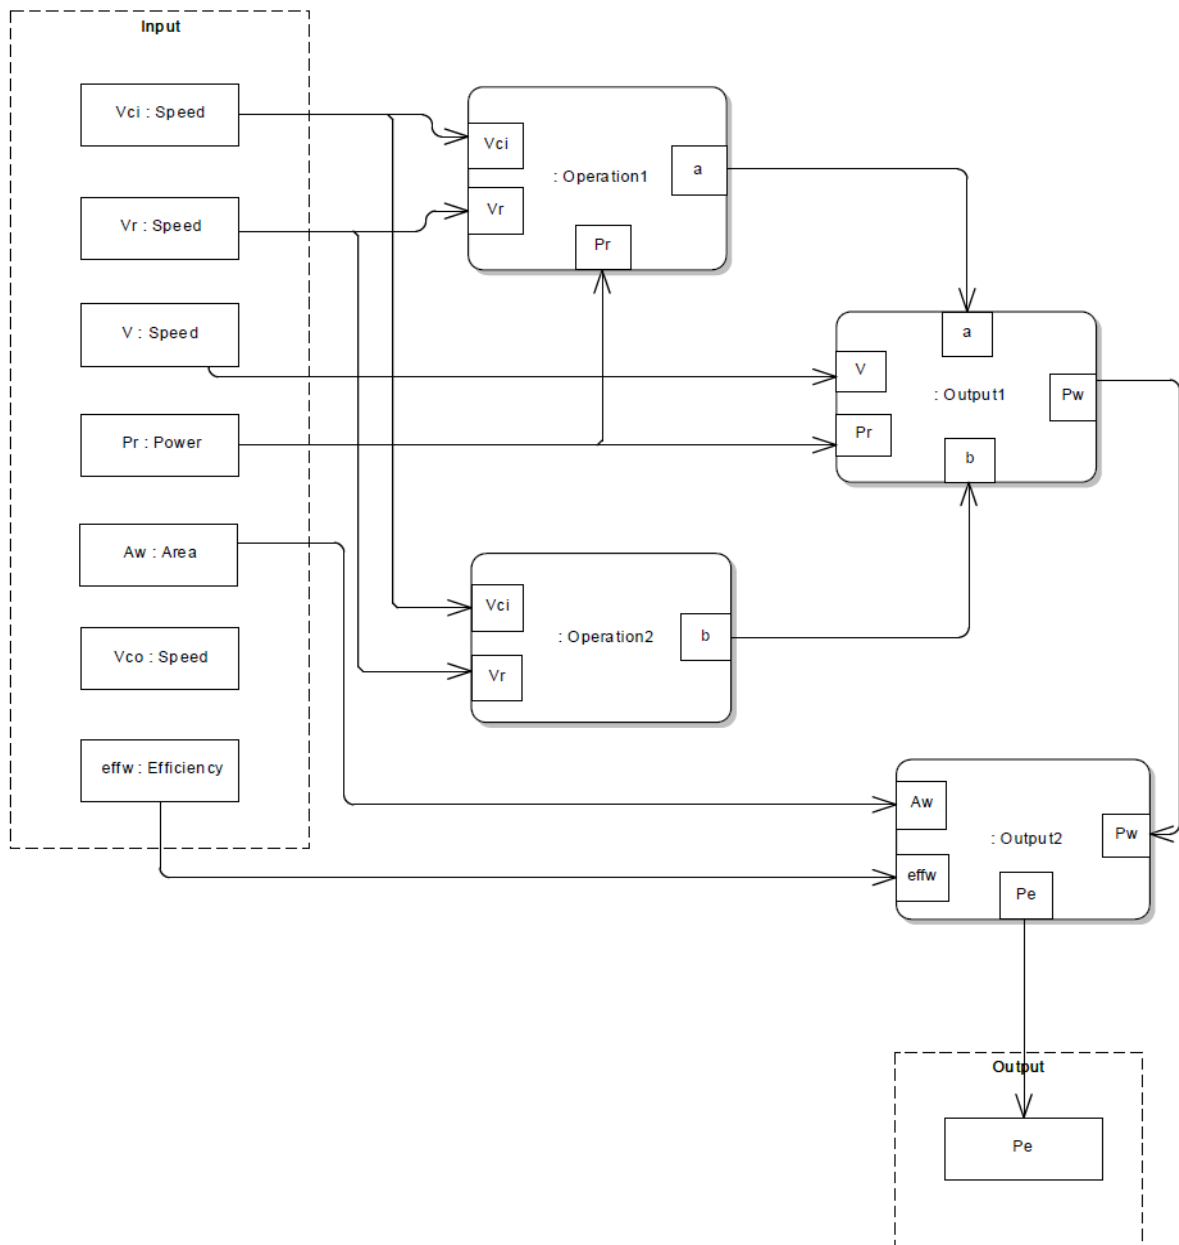 Input
Vci : Speed
Vr : Speed
V : Speed
Pr : Power
Aw : Area
Vco : Speed
effw : Efficiency
Vci
Vr
: Operation1
Pr
a
a
V
Pr
: Output1
b
Pw
Vci
Vr
: Operation2
b
Aw
effw
: Output2
Pe
Pw
Output
Pe